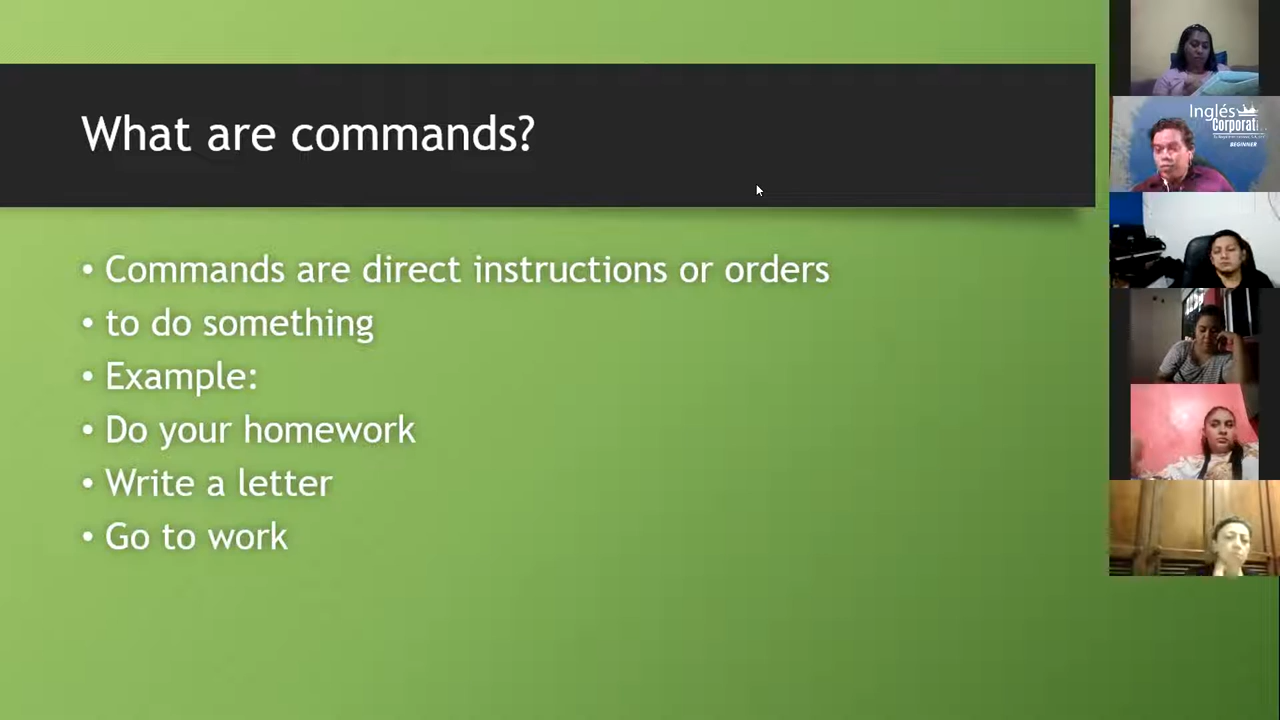 What are commands?
• Commands are direct instructions or orders
• to do something
• Example:
• Do your homework
• Write a letter
• Go to work
Inglés
Corporati
BEGINNER